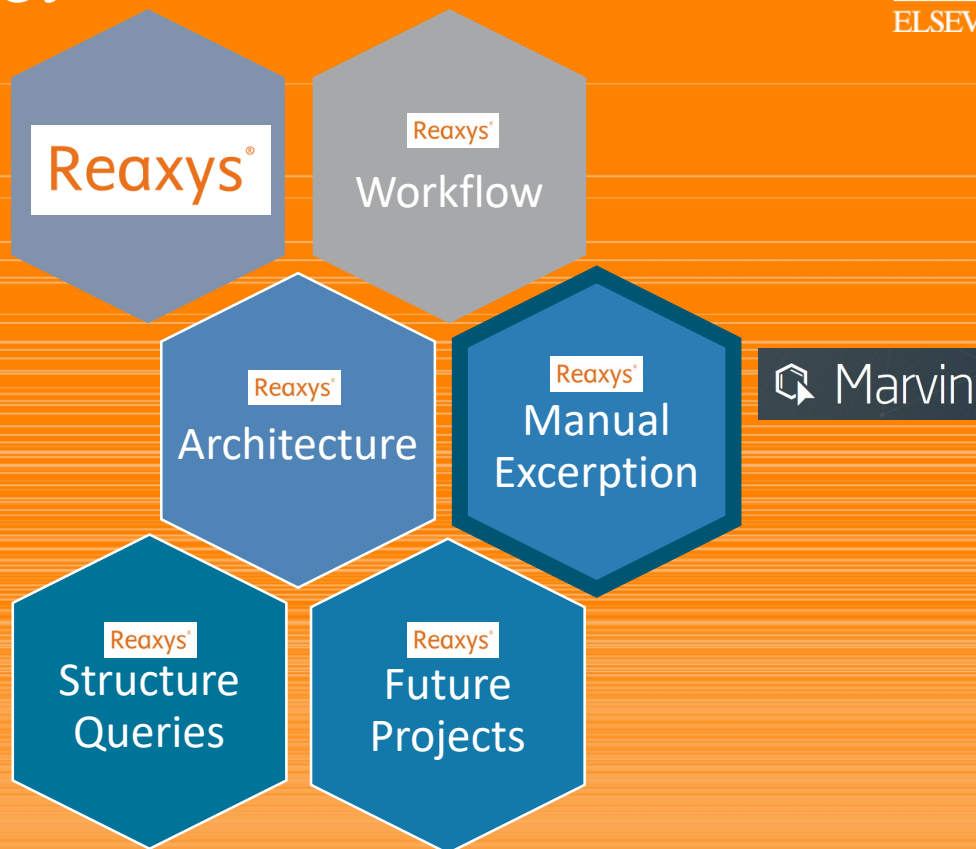 ELSEV
Reaxys®
Reaxys®
Workflow
Reaxys®
Architecture
Reaxys®
Manual
Excerption
Marvin
Reaxys®
Structure
Queries
Reaxys®
Future
Projects